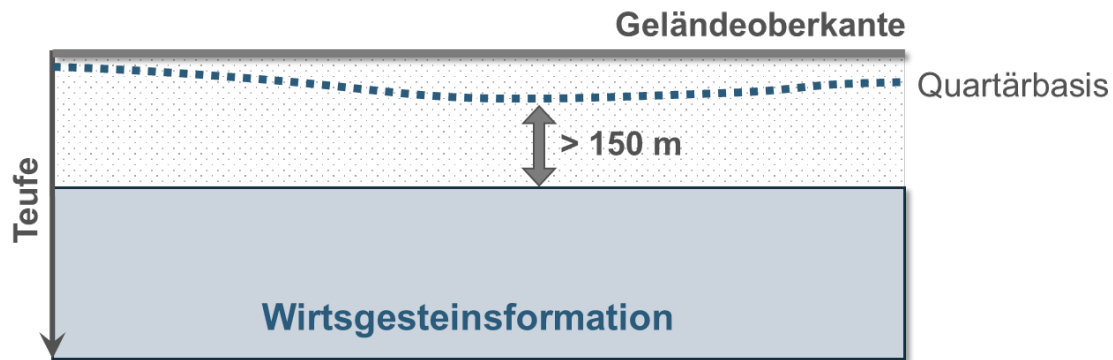 Geländeoberkante
Quartärbasis
> 150 m
Teufe
Wirtsgesteinsformation